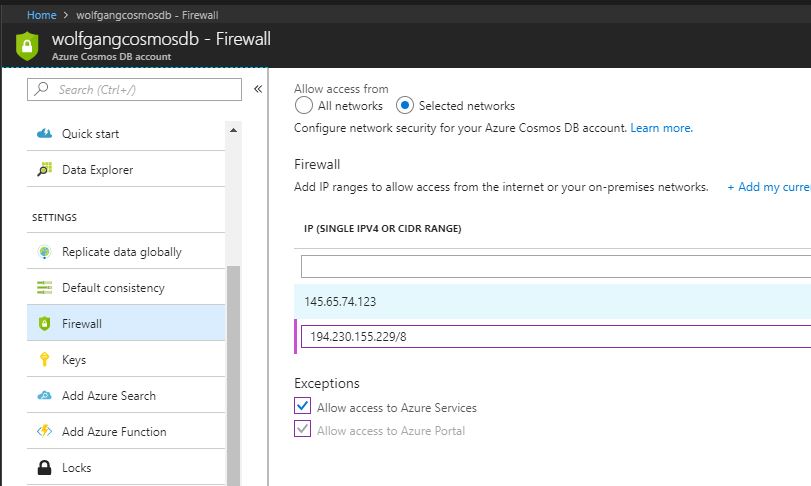 Home > wolfgangcosmosdb - Firewall
wolfgangcosmosdb - Firewall
Azure Cosmos DB account
Search (Ctrl+/)
«
Quick start
Data Explorer
SETTINGS
Replicate data globally
Default consistency
Firewall
Keys
Add Azure Search
Add Azure Function
Locks
Allow access from
All networks
Selected networks
Configure network security for your Azure Cosmos DB account. Learn more.
Firewall
Add IP ranges to allow access from the internet or your on-premises networks.
+ Add my curre
IP (SINGLE IPV4 OR CIDR RANGE)
145.65.74.123
194.230.155.229/8
Exceptions
Allow access to Azure Services
Allow access to Azure Portal